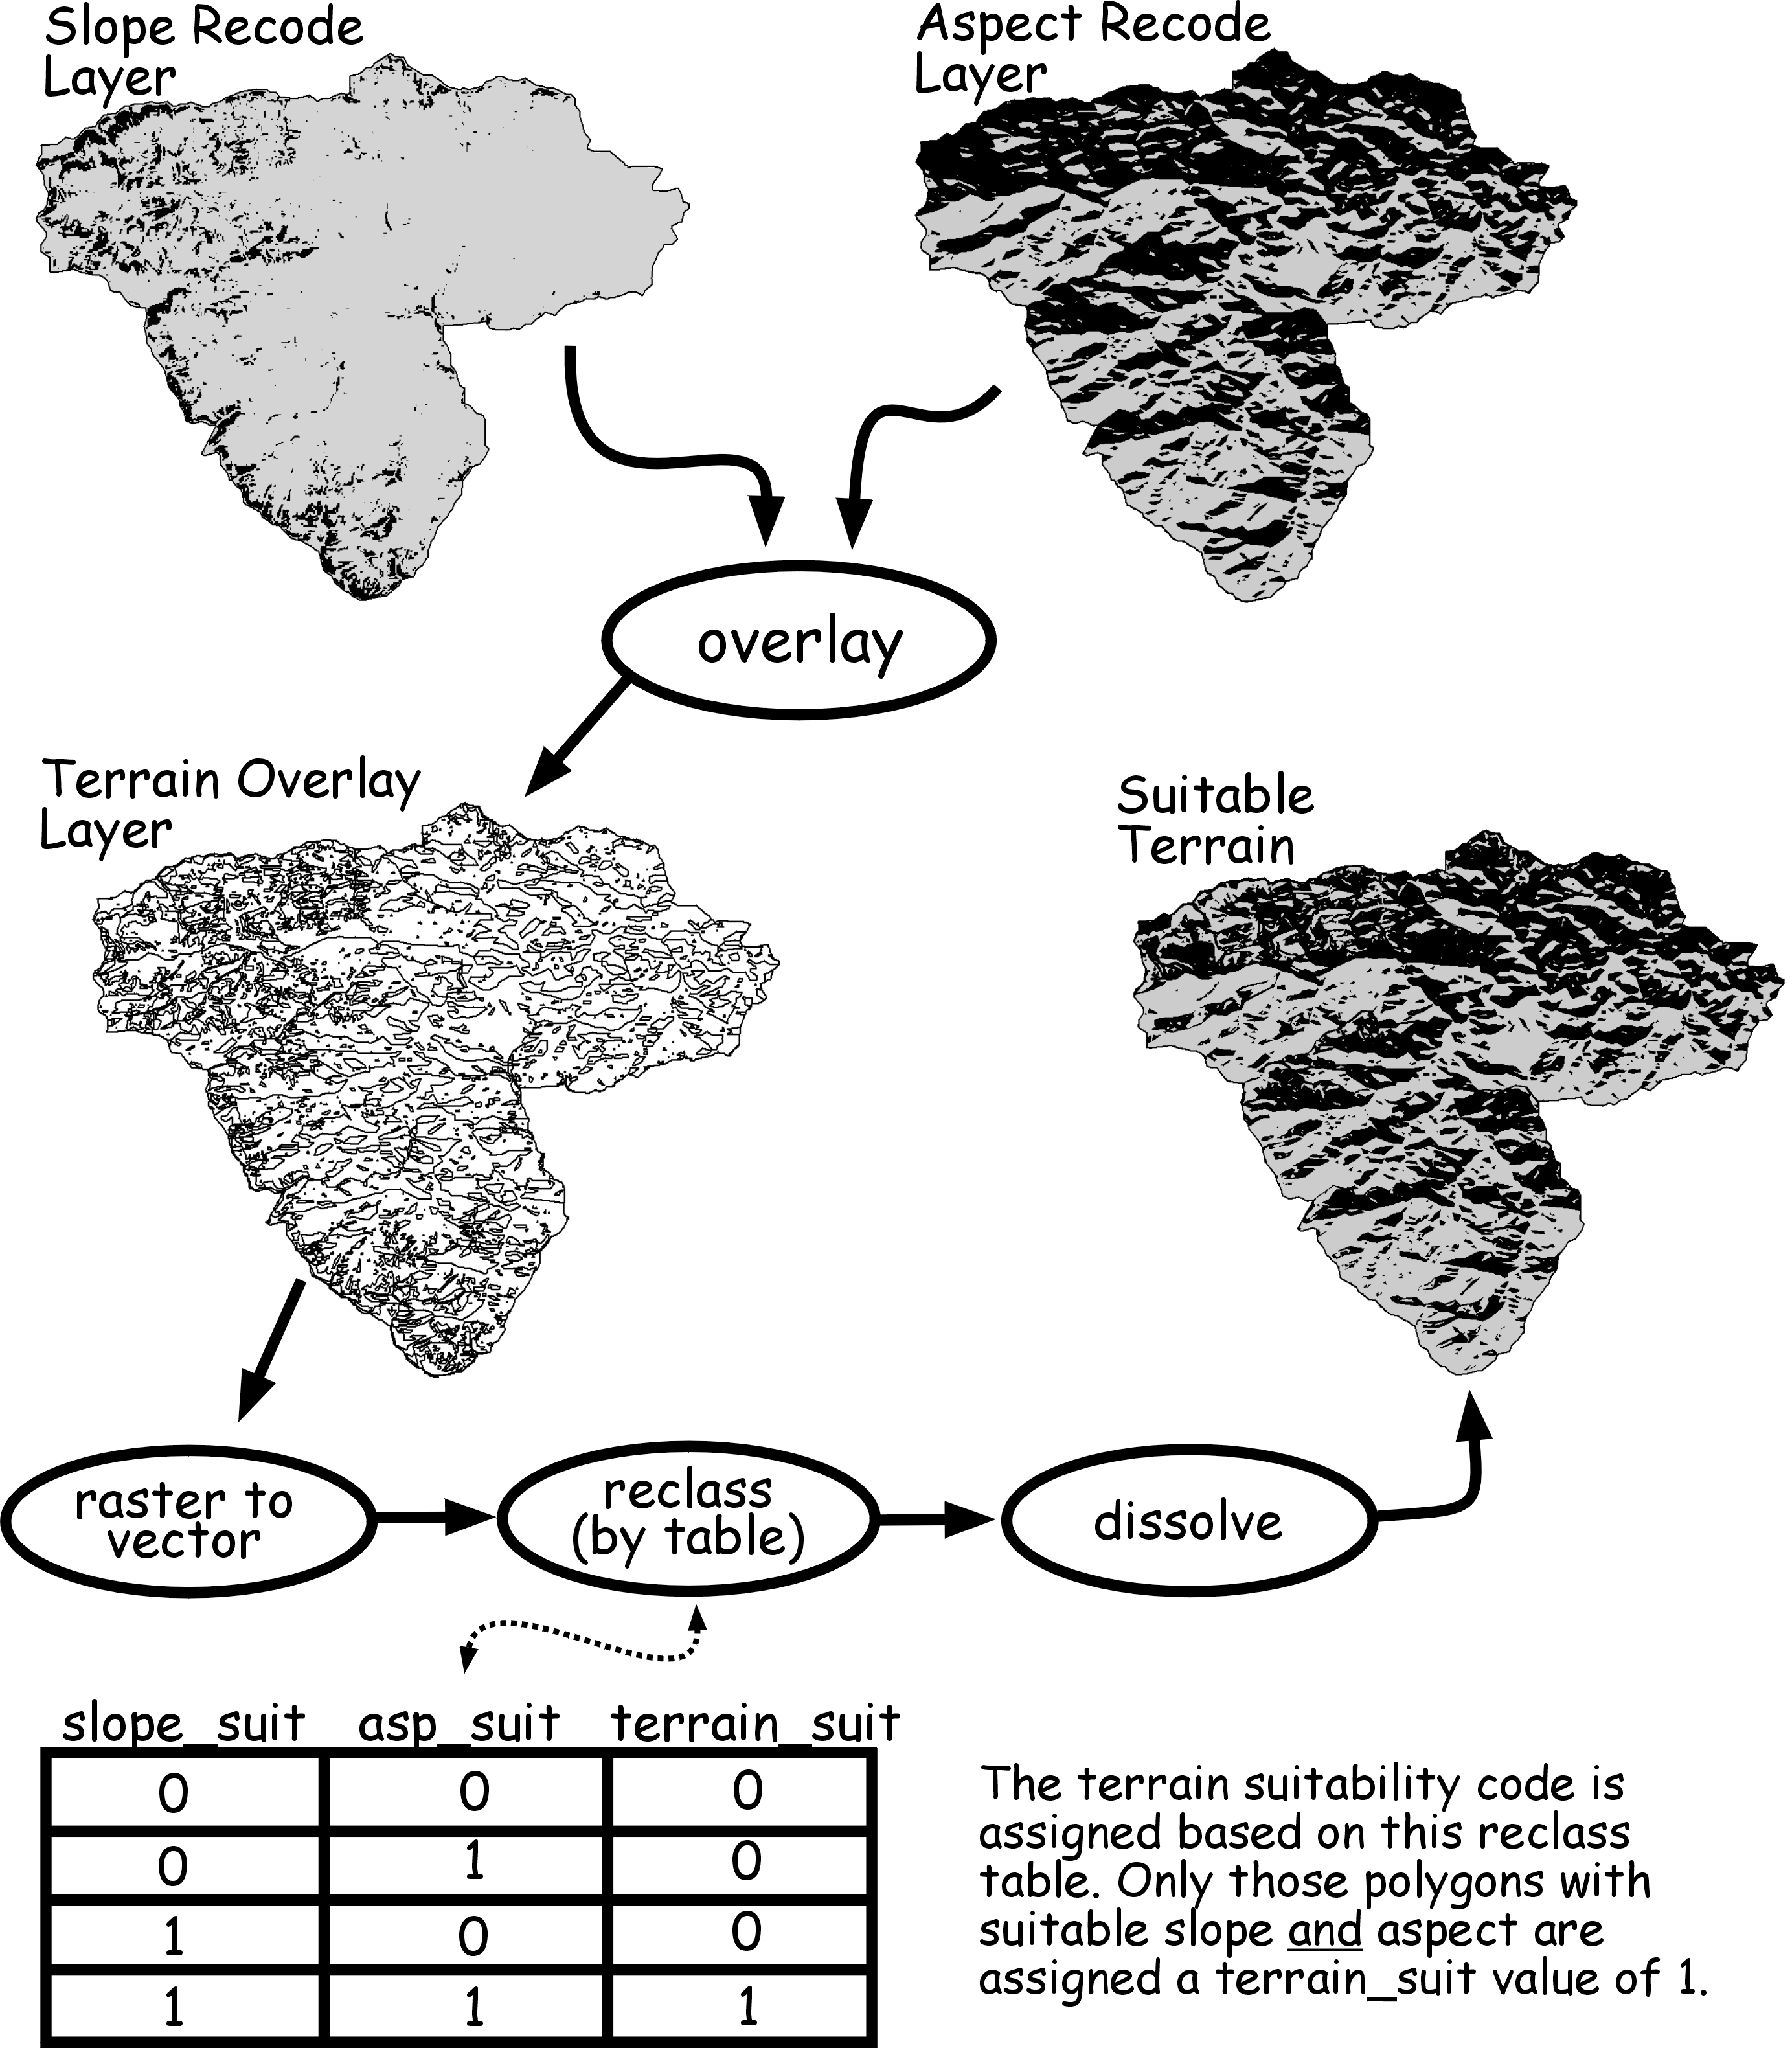 Slope Recode
Layer
Aspect Recode
Layer
overlay
Terrain Overlay
Layer
Suitable
Terrain
raster to
vector
reclass
(by table)
dissolve
slope_suit asp_suit terrain_suit
0 0 0
0 1 0
1 0 0
1 1 1
The terrain suitability code is
assigned based on this reclass
table. Only those polygons with
suitable slope and aspect are
assigned a terrain_suit value of 1.